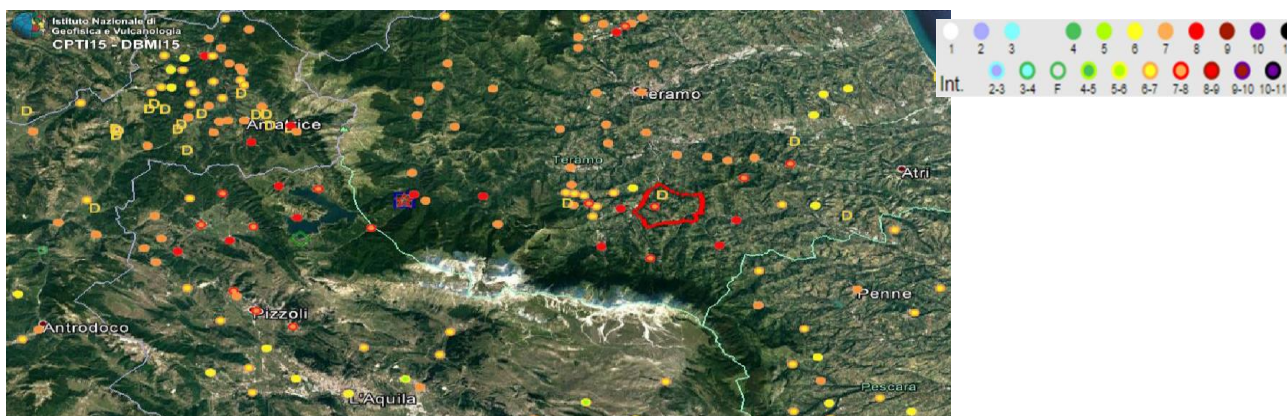 Istituto Nazionale di
Geofisica e Vulcanologia
CPTI15 - DBMI15
Teramo
Amatrice
Teramo
Atri
Penne
Pizzoli
Antrodoco
L'Aquila
Pescara
D D D D D D D D D D D D D D D D D D
1 2 3 4 5 6 7 8 9 10
Int. 2-3 3-4 F 4-5 5-6 6-7 7-8 8-9 9-10 10-11